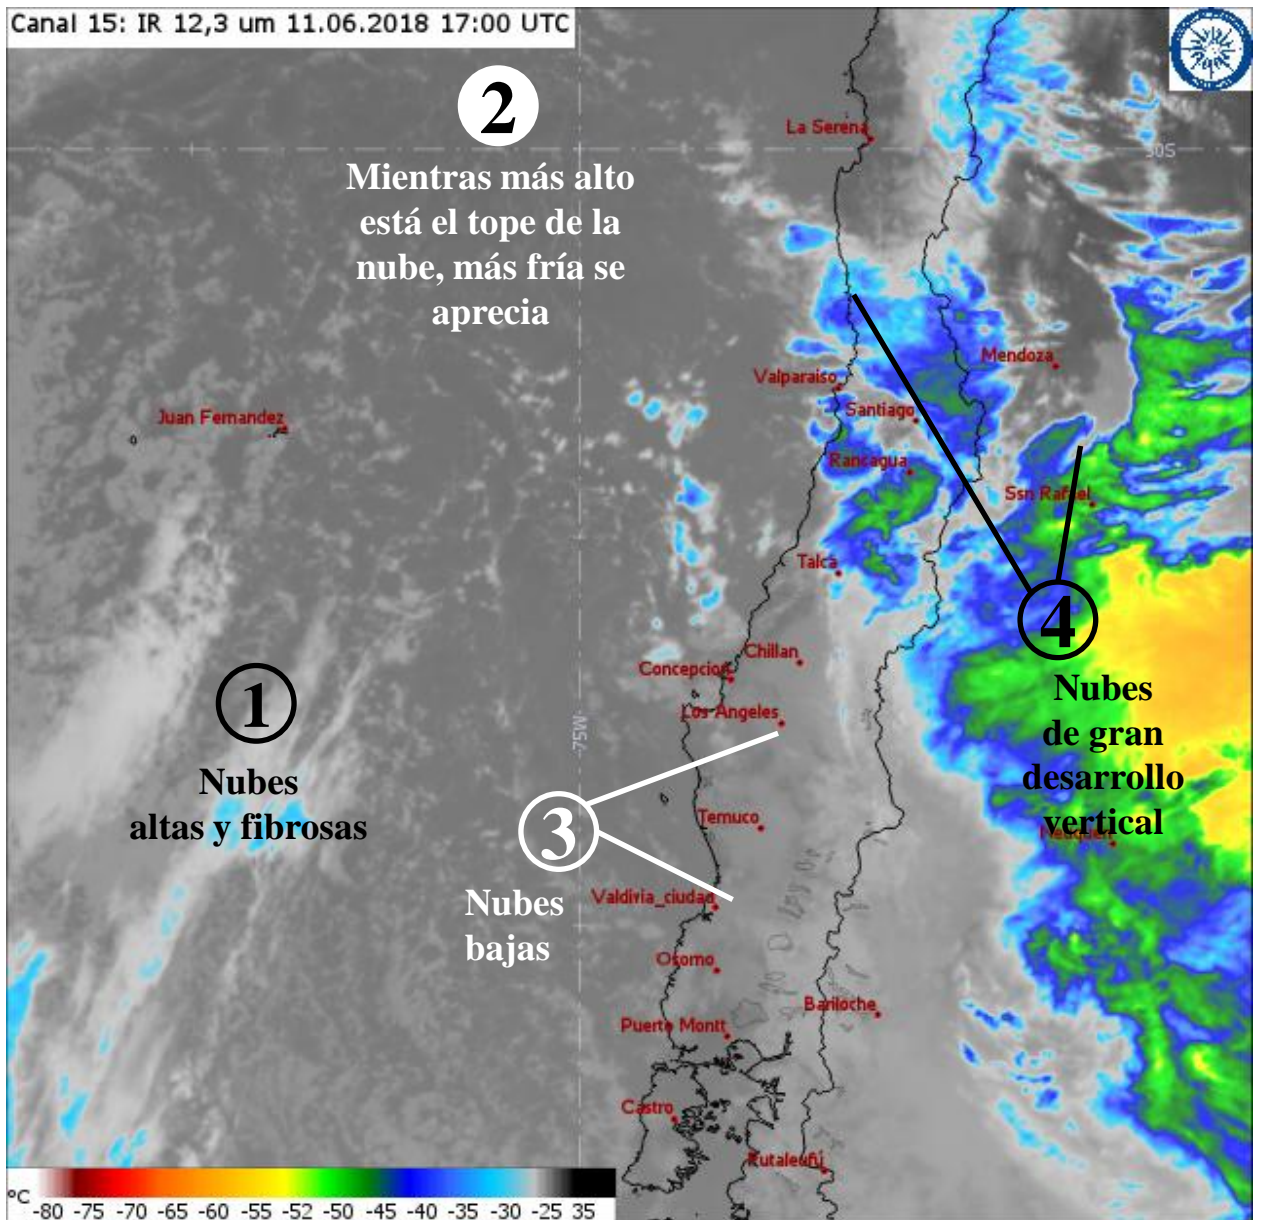 Canal 15: IR 12,3 um 11.06.2018 17:00 UTC
2
Mientras más alto
está el tope de la
nube, más fría se
aprecia
La Serena
30S
Valparaiso
Mendoza
Santiago
Juan Fernandez
Rancagua
Ssn Rafael
Talca
4
Nubes
de gran
desarrollo
vertical
Chillan
Concepcion
Los Angeles
1
Nubes
altas y fibrosas
-75W-
3
Nubes
bajas
Temuco
Neuquen
Valdivia_ciudad
Osorno
Bariloche
Puerto Montt
Castro
Futaleufú
°C -80 -75 -70 -65 -60 -55 -52 -50 -45 -40 -35 -30 -25 35